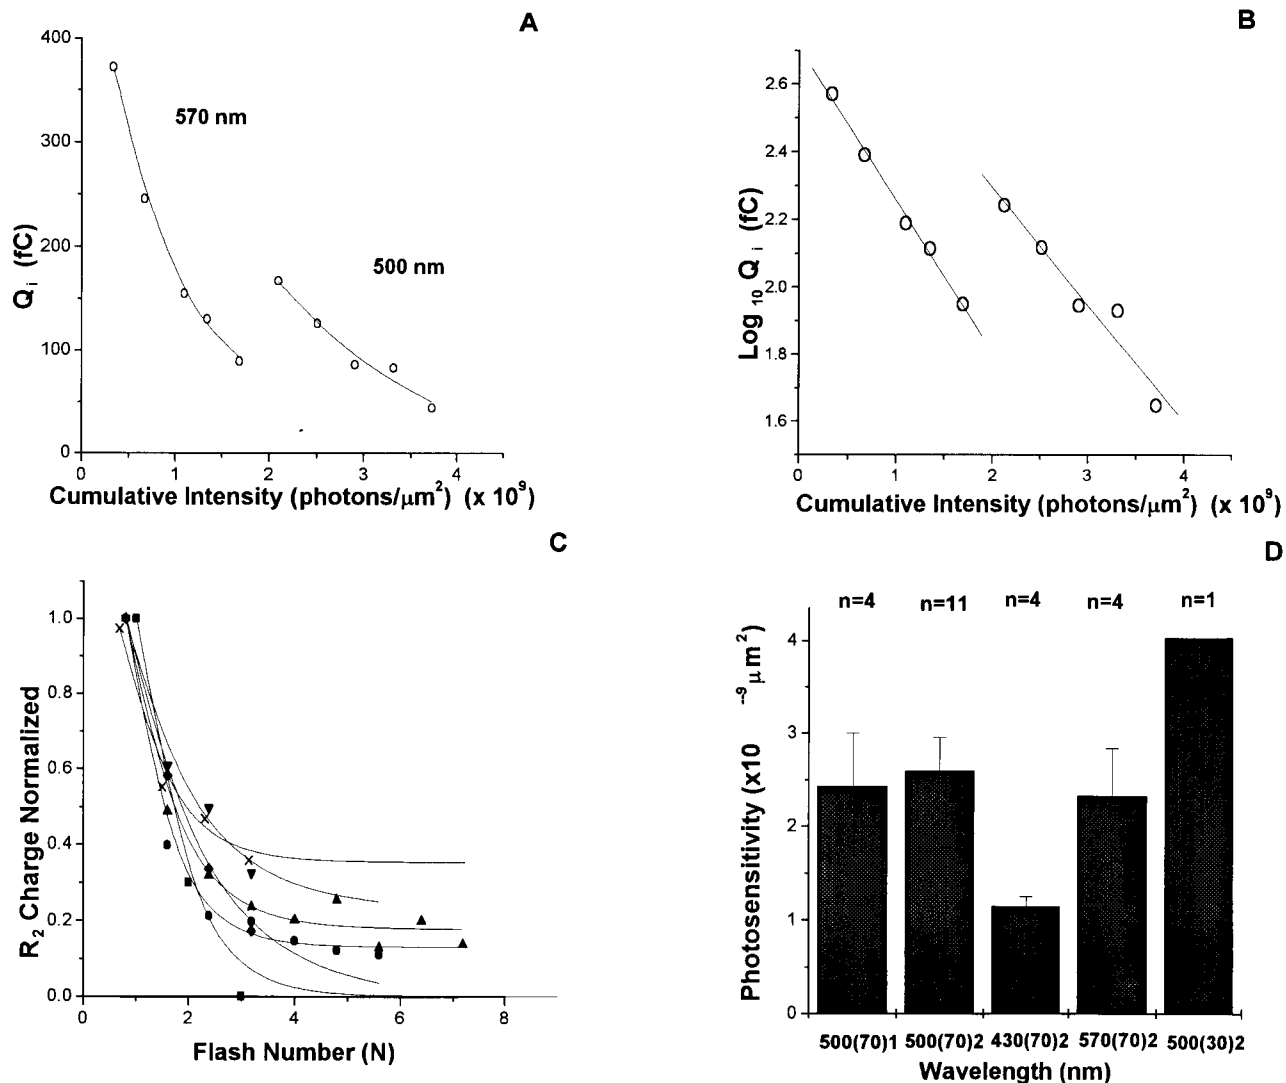 A
400
300
200
100
0
Q i (fC)
570 nm
500 nm
0 1 2 3 4
Cumulative Intensity (photons/μm²) (x 10⁹)
B
2.6
2.4
2.2
2.0
1.8
1.6
Log 10 Q i (fC)
0 1 2 3 4
Cumulative Intensity (photons/μm²) (x 10⁹)
C
1.0
0.8
0.6
0.4
0.2
0.0
R₂ Charge Normalized
0 2 4 6 8
Flash Number (N)
D
n=4 n=11 n=4 n=4 n=1
4
3
2
1
0
Photosensitivity (x10 ⁻⁹μm²)
500(70)1 500(70)2 430(70)2 570(70)2 500(30)2
Wavelength (nm)